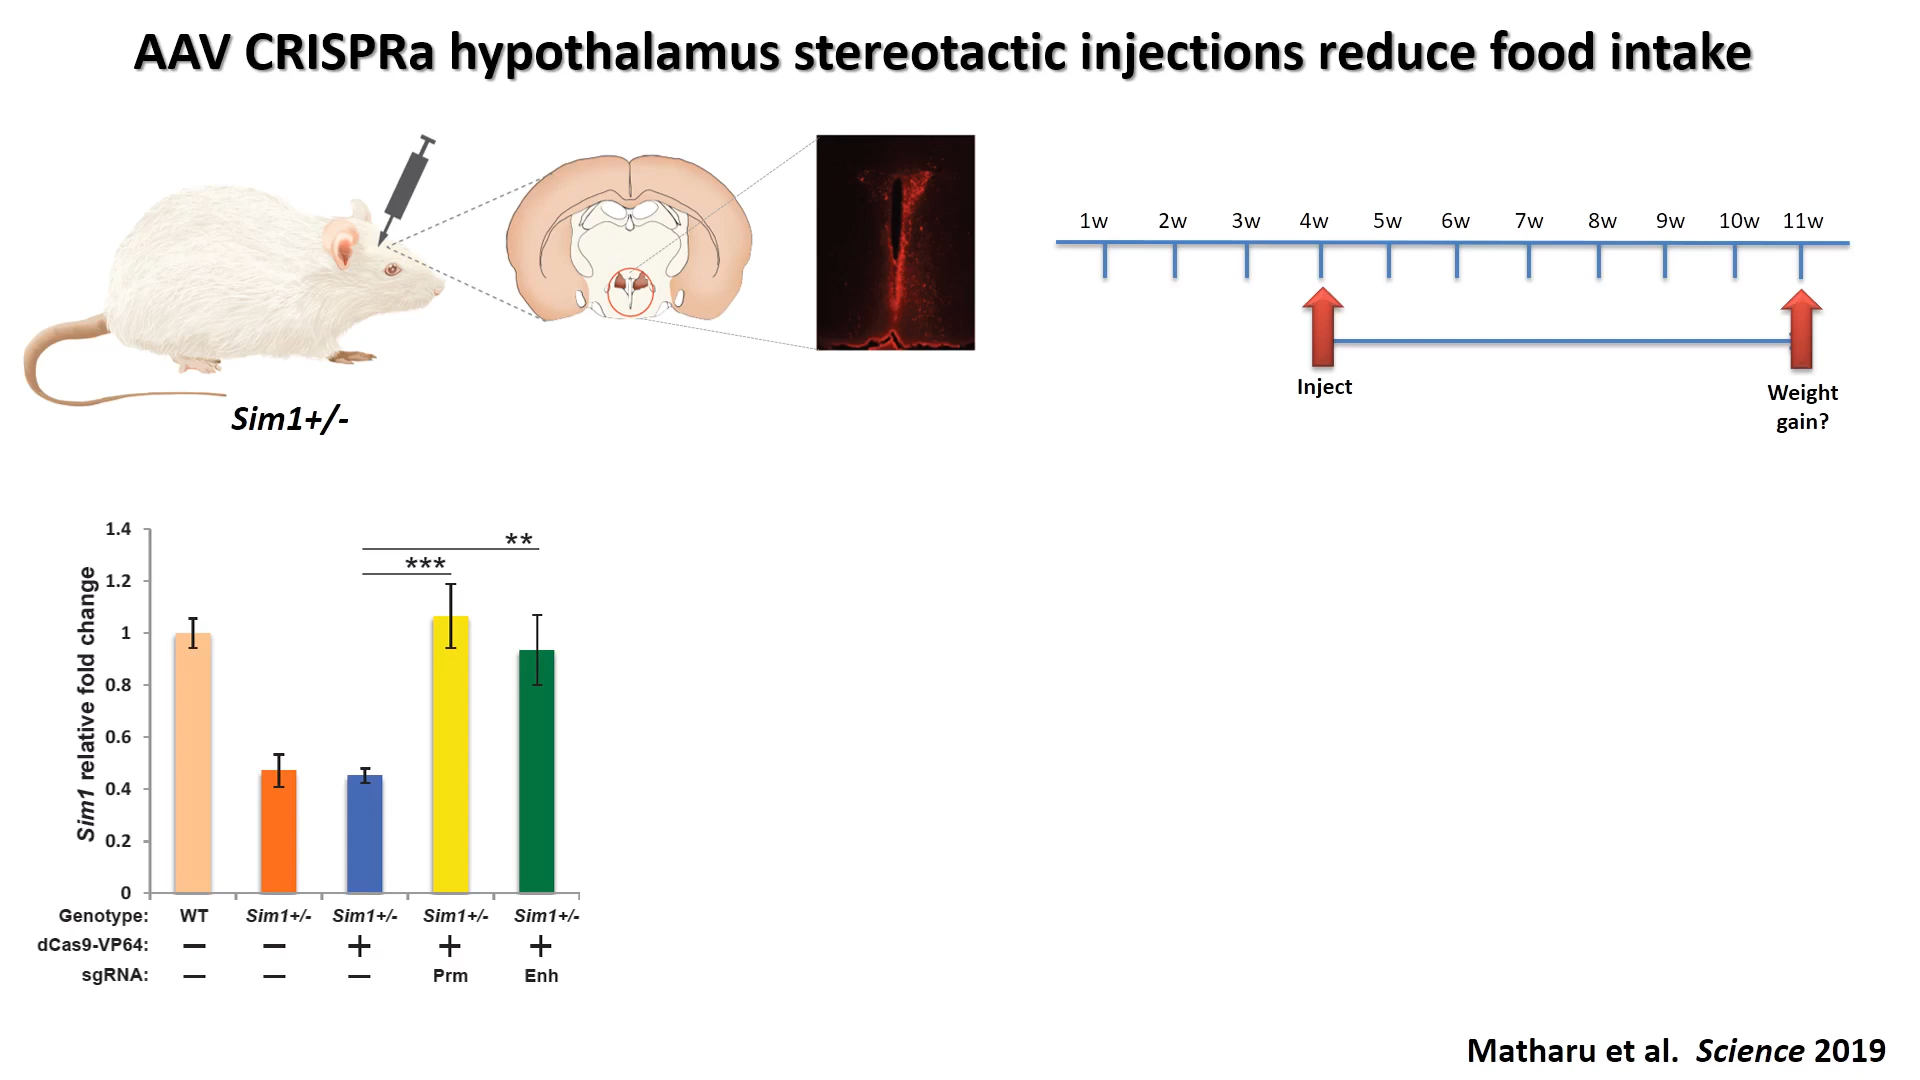 AAV CRISPRa hypothalamus stereotactic injections reduce food intake
1w 2w 3w 4w 5w 6w 7w 8w 9w 10w 11w
Inject
Weight
gain?
Sim1+/-
** 
***
Sim1 relative fold change
1.4
1.2
1
0.8
0.6
0.4
0.2
0
Genotype: WT Sim1+/- Sim1+/- Sim1+/- Sim1+/-
dCas9-VP64: — — + + +
sgRNA: — — — Prm Enh
Matharu et al. Science 2019